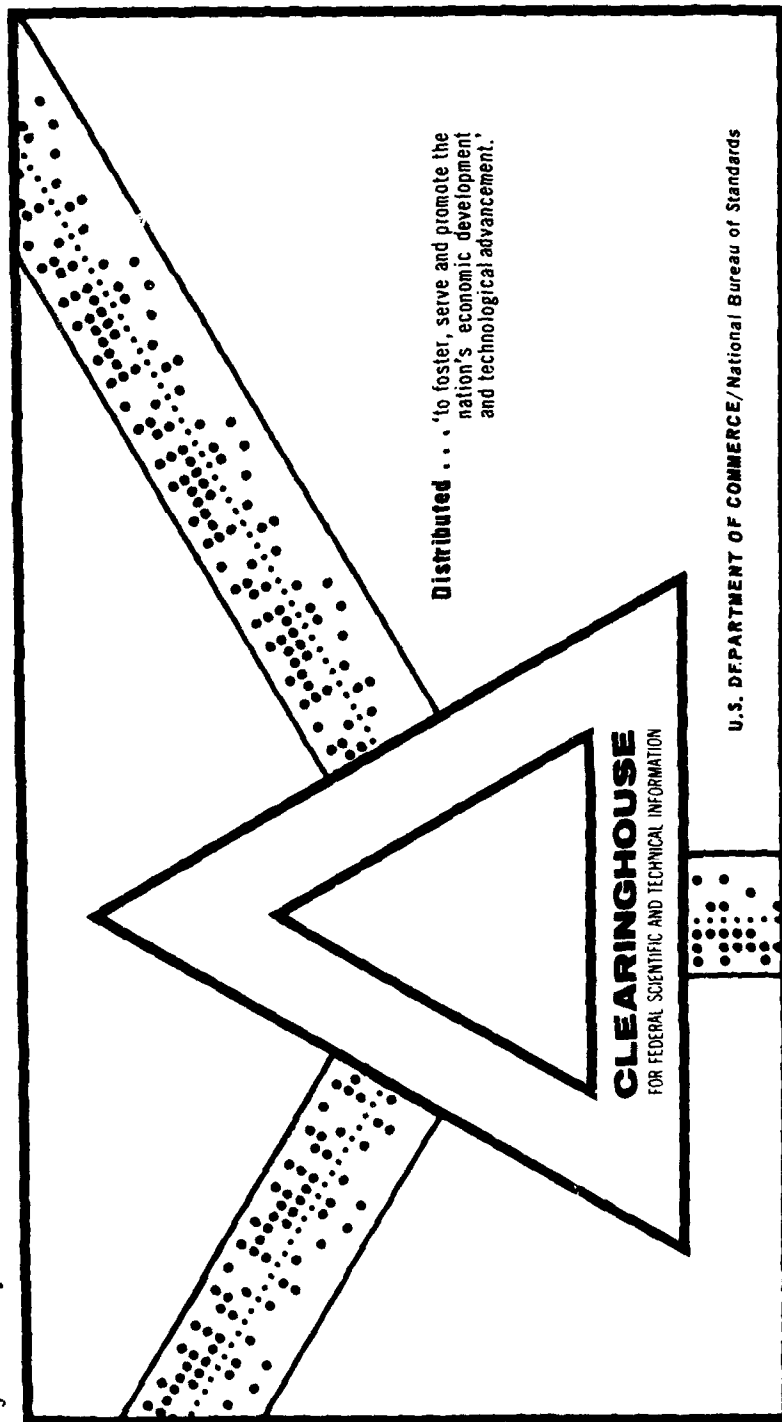 Distributed . . . 'to foster, serve and promote the
nation's economic development
and technological advancement.'
CLEARINGHOUSE
FOR FEDERAL SCIENTIFIC AND TECHNICAL INFORMATION
U.S. DEPARTMENT OF COMMERCE/National Bureau of Standards